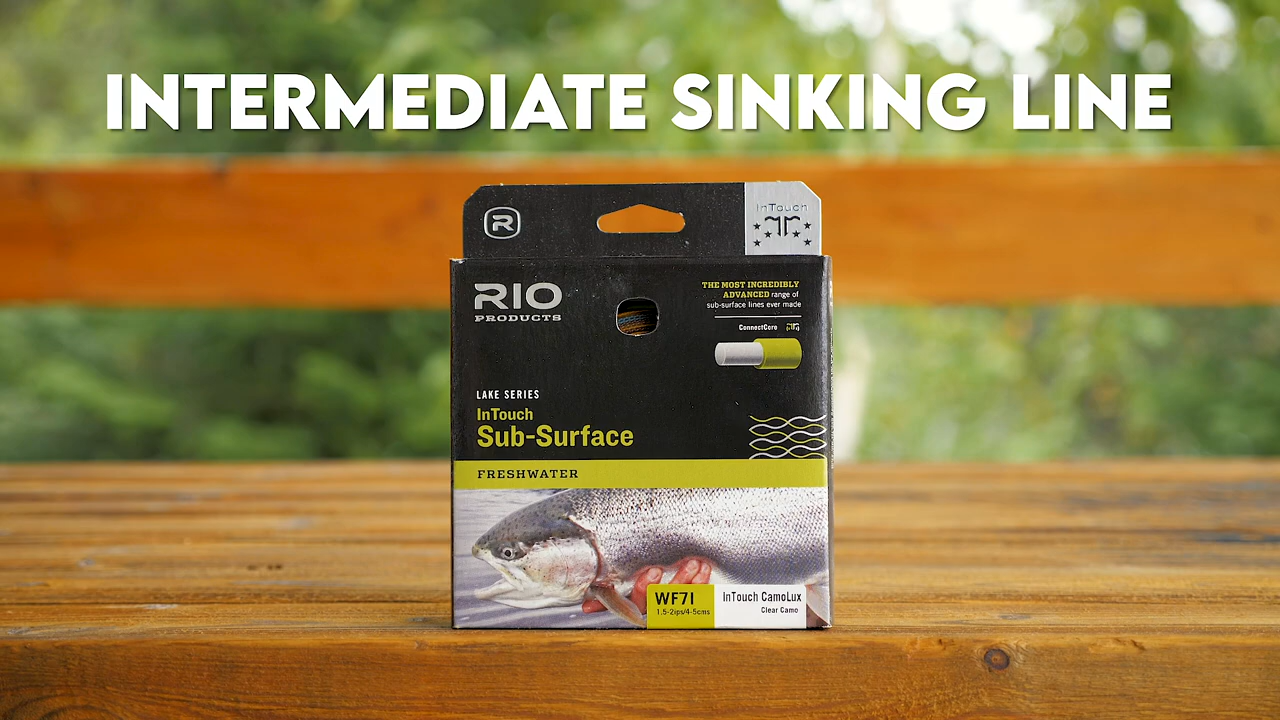 INTERMEDIATE SINKING LINE
R
InTouch
RIO
PRODUCTS
THE MOST INCREDIBLY
ADVANCED range of
sub-surface lines ever made
ConnectCore
LAKE SERIES
InTouch
Sub-Surface
FRESHWATER
WF7I
1.5-2ips/4-5cms
InTouch CamoLux
Clear Camo